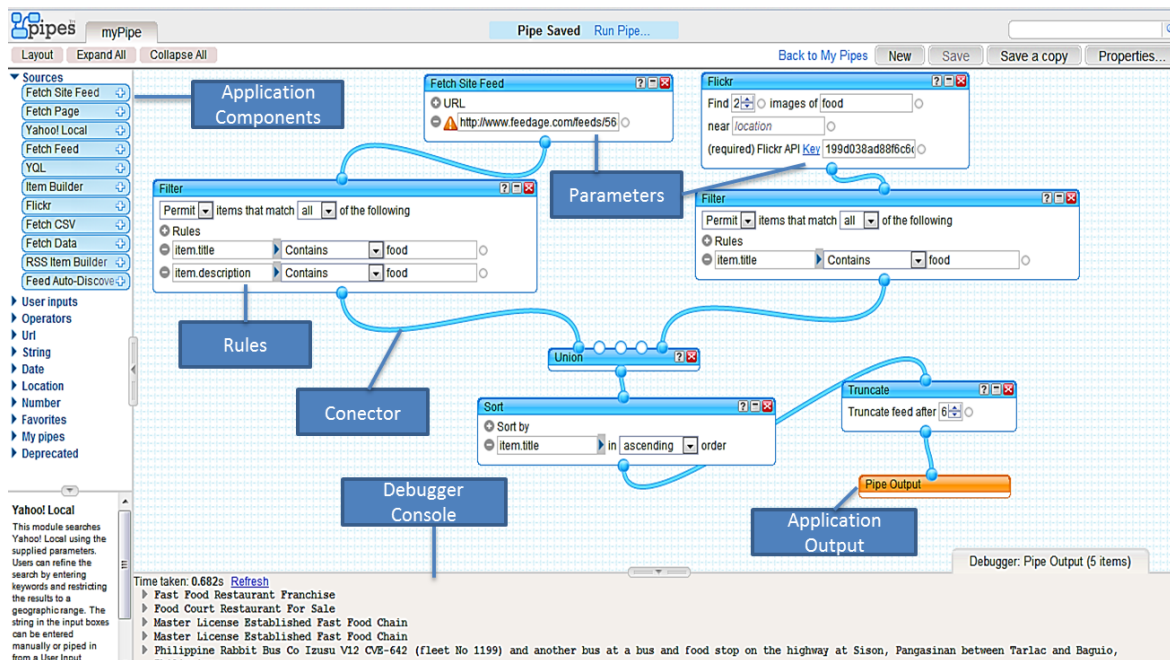 pipes
myPipe
Pipe Saved Run Pipe...
Layout Expand All Collapse All
Back to My Pipes New Save Save a copy Properties...
Sources
Fetch Site Feed
Fetch Page
Yahoo! Local
Fetch Feed
YQL
Item Builder
Flickr
Fetch CSV
Fetch Data
RSS Item Builder
Feed Auto-Discove
User inputs
Operators
Url
String
Date
Location
Number
Favorites
My pipes
Deprecated
Yahoo! Local
This module searches
Yahoo! Local using the
supplied parameters.
Users can refine the
search by entering
keywords and restricting
the results to a
geographic range. The
string in the input boxes
can be entered
manually or piped in
from a User Input
Application
Components
Fetch Site Feed
URL
http://www.feedage.com/feeds/56
Flickr
Find 2 images of food
near location
(required) Flickr API Key 199d038ad88f6c6c
Parameters
Filter
Permit items that match all of the following
Rules
item.title Contains food
item.description Contains food
Filter
Permit items that match all of the following
Rules
item.title Contains food
Rules
Conector
Union
Sort
Sort by
item.title in ascending order
Truncate
Truncate feed after 6
Pipe Output
Debugger
Console
Application
Output
Debugger: Pipe Output (5 items)
Time taken: 0.682s Refresh
Fast Food Restaurant Franchise
Food Court Restaurant For Sale
Master License Established Fast Food Chain
Master License Established Fast Food Chain
Philippine Rabbit Bus Co Izusu V12 CVE-642 (fleet No 1199) and another bus at a bus and food stop on the highway at Sison, Pangasinan between Tarlac and Baguio,